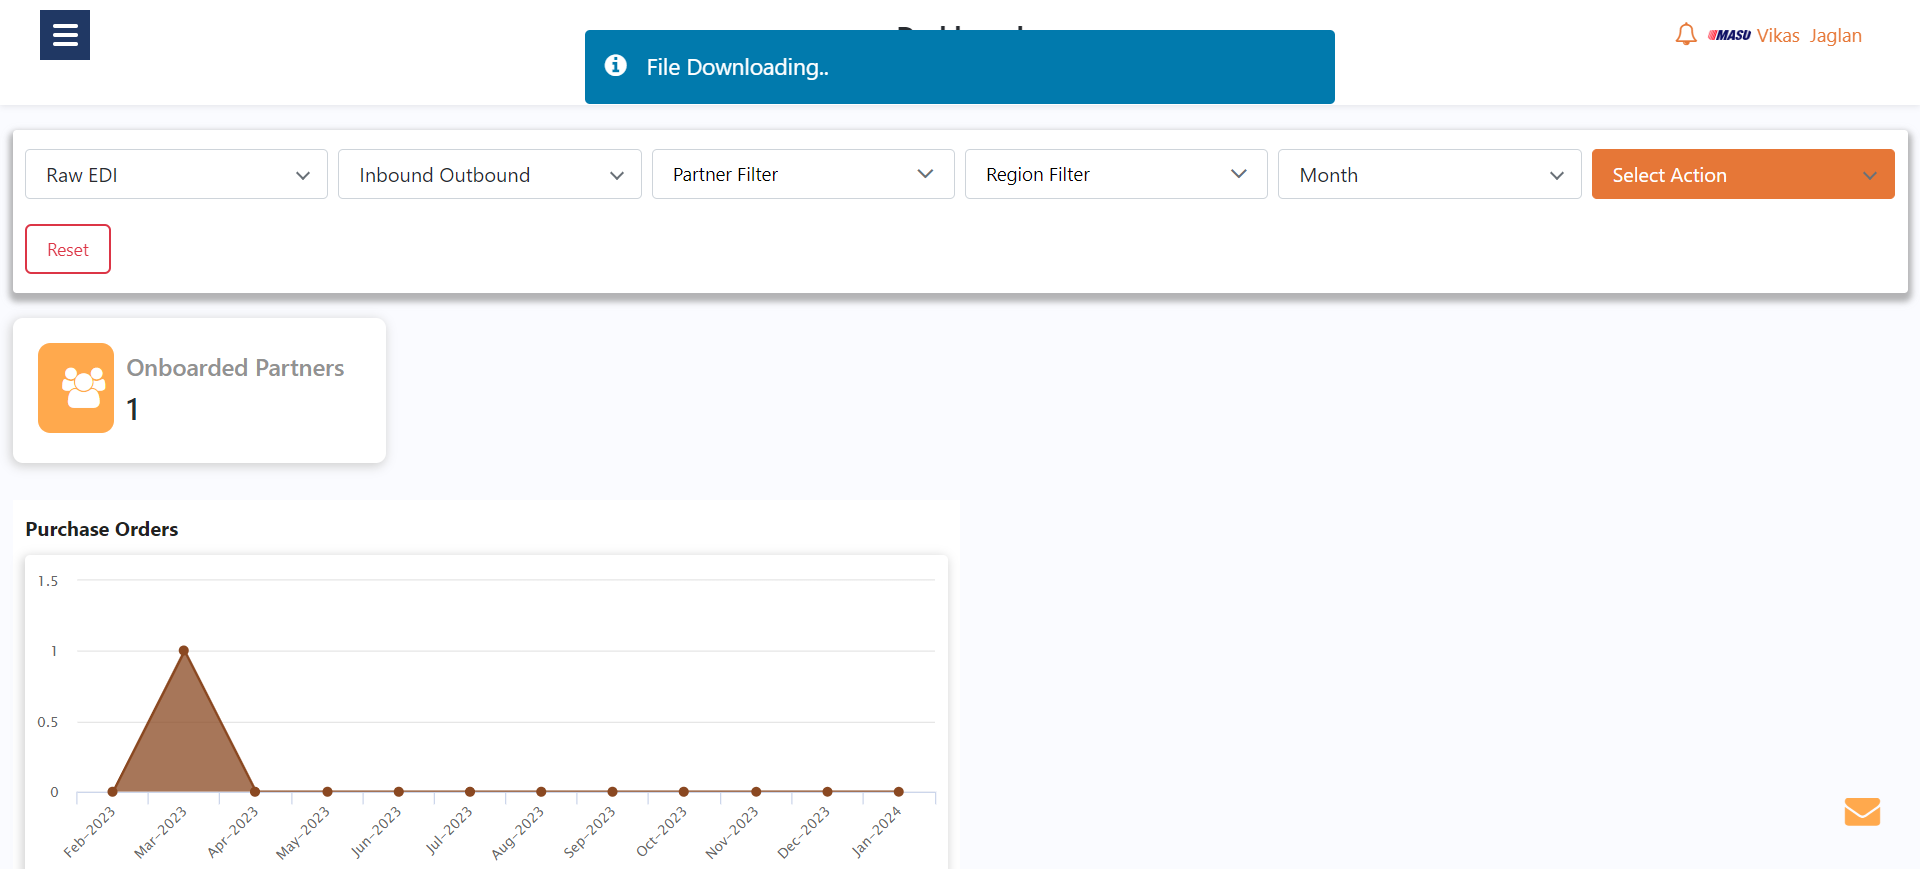 File Downloading..
MASU Vikas Jaglan
Raw EDI
Inbound Outbound
Partner Filter
Region Filter
Month
Select Action
Reset
Onboarded Partners
1
Purchase Orders
1.5
1
0.5
0
Feb-2023
Mar-2023
Apr-2023
May-2023
Jun-2023
Jul-2023
Aug-2023
Sep-2023
Oct-2023
Nov-2023
Dec-2023
Jan-2024